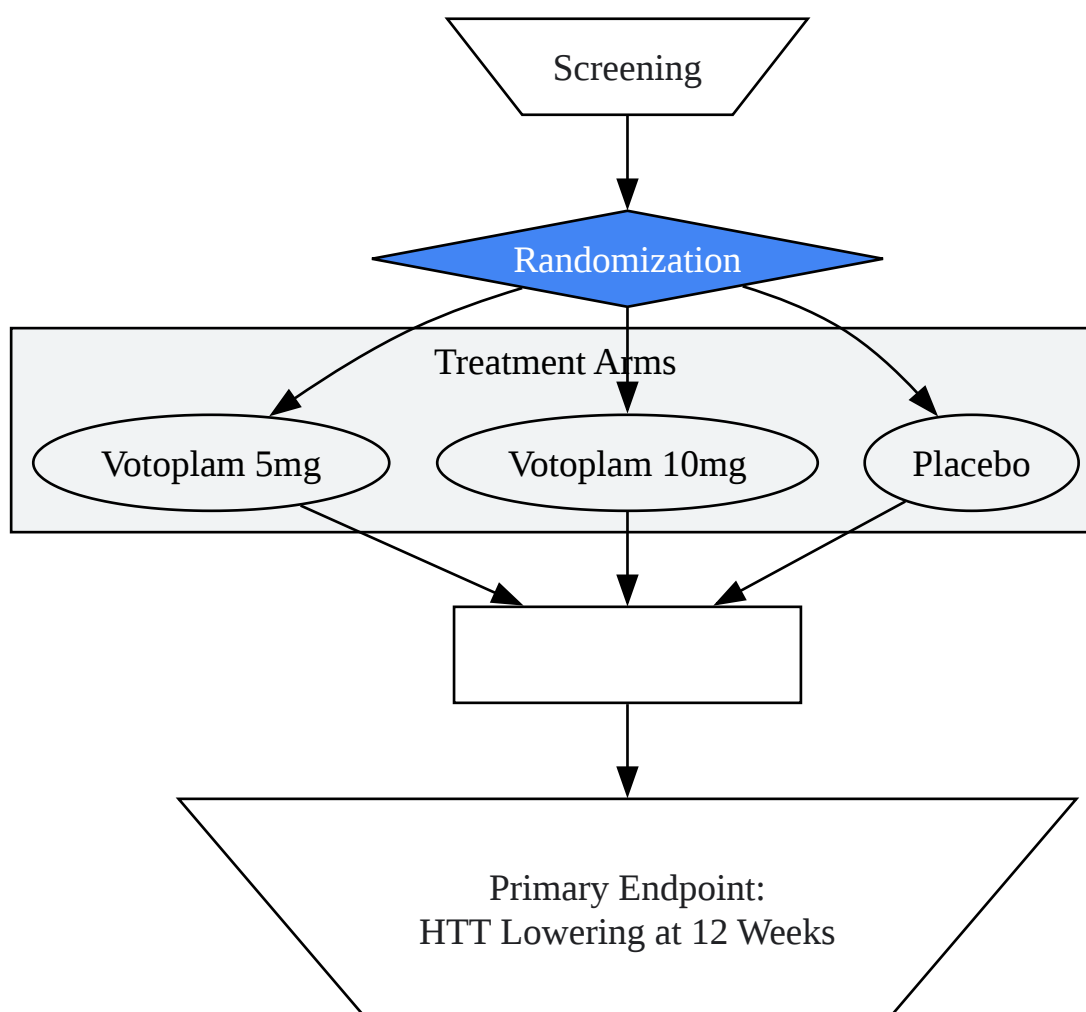 Screening
Randomization
Treatment Arms
Votoplam 5mg
Votoplam 10mg
Placebo
Primary Endpoint:
HTT Lowering at 12 Weeks